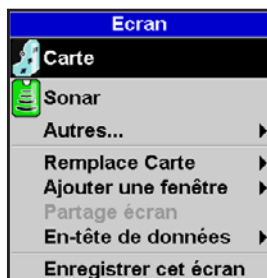 Ecran
Carte
Sonar
Autres...
Remplace Carte
Ajouter une fenêtre
Partage écran
En-tête de données
Enregistrer cet écran